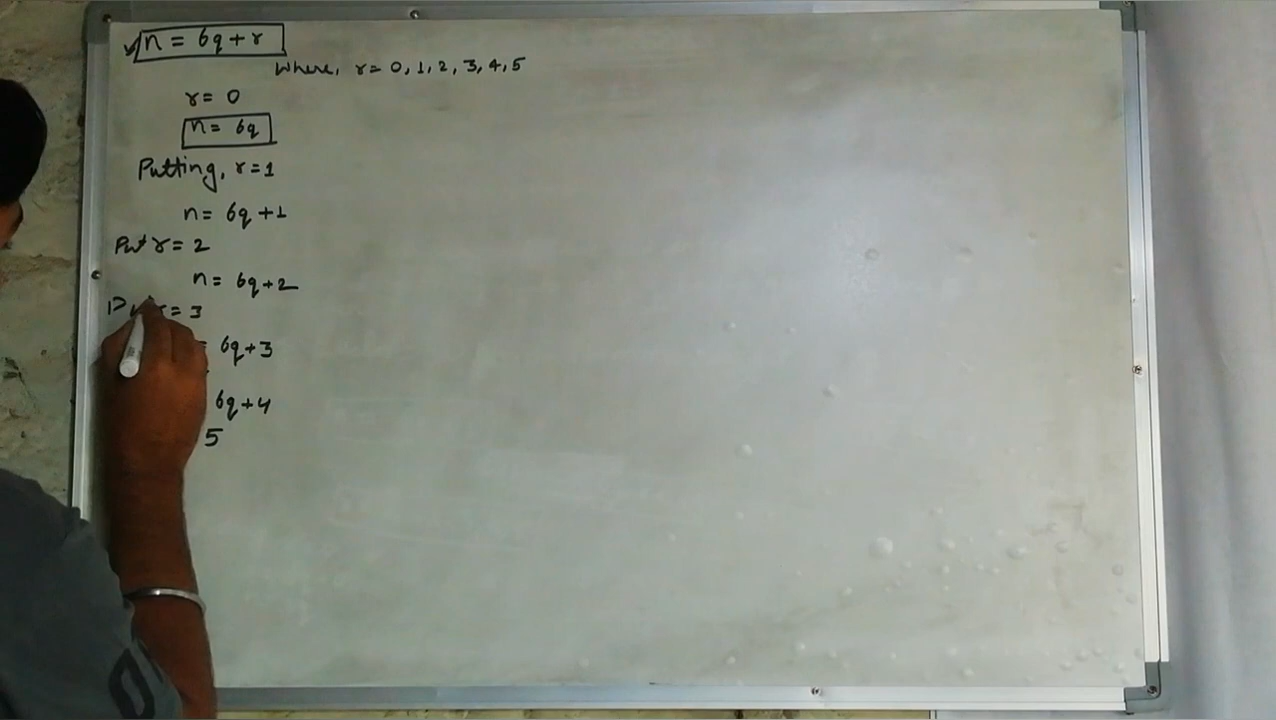 n = 6q + r
Where, r = 0, 1, 2, 3, 4, 5
r = 0
n = 6q
Putting, r = 1
n = 6q + 1
Put r = 2
n = 6q + 2
r = 3
= 6q + 3
6q + 4
5